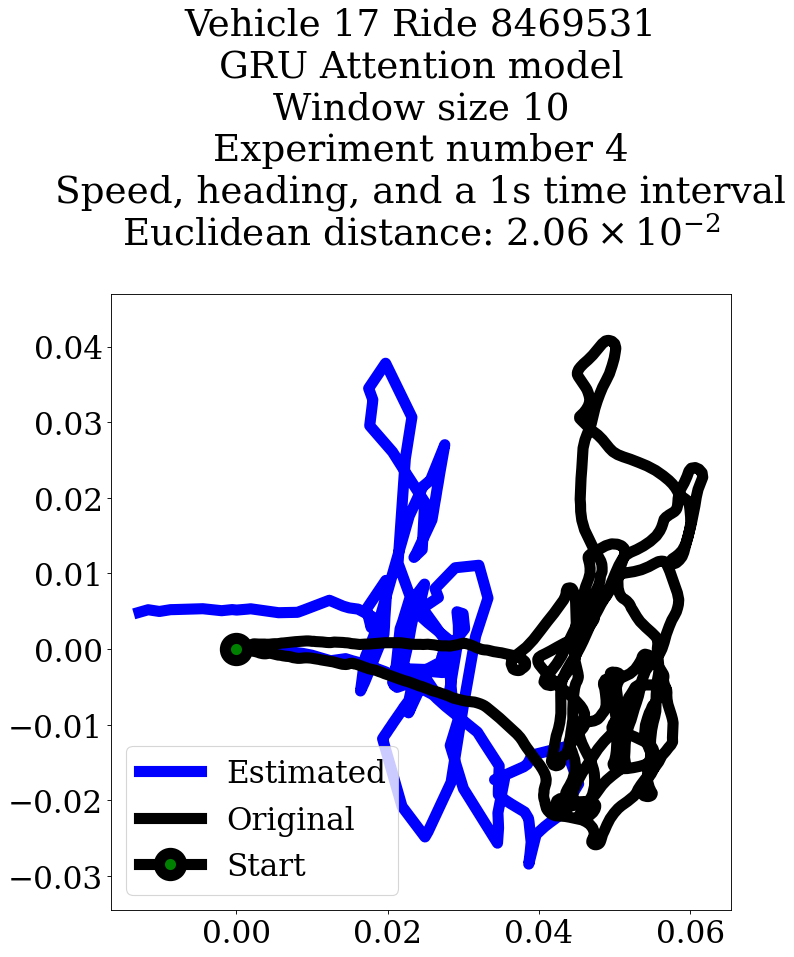 Vehicle 17 Ride 8469531
GRU Attention model
Window size 10
Experiment number 4
Speed, heading, and a 1s time interval
Euclidean distance: 2.06 × 10⁻²
0.04
0.03
0.02
0.01
0.00
−0.01
−0.02
−0.03
Estimated
Original
Start
0.00 0.02 0.04 0.06